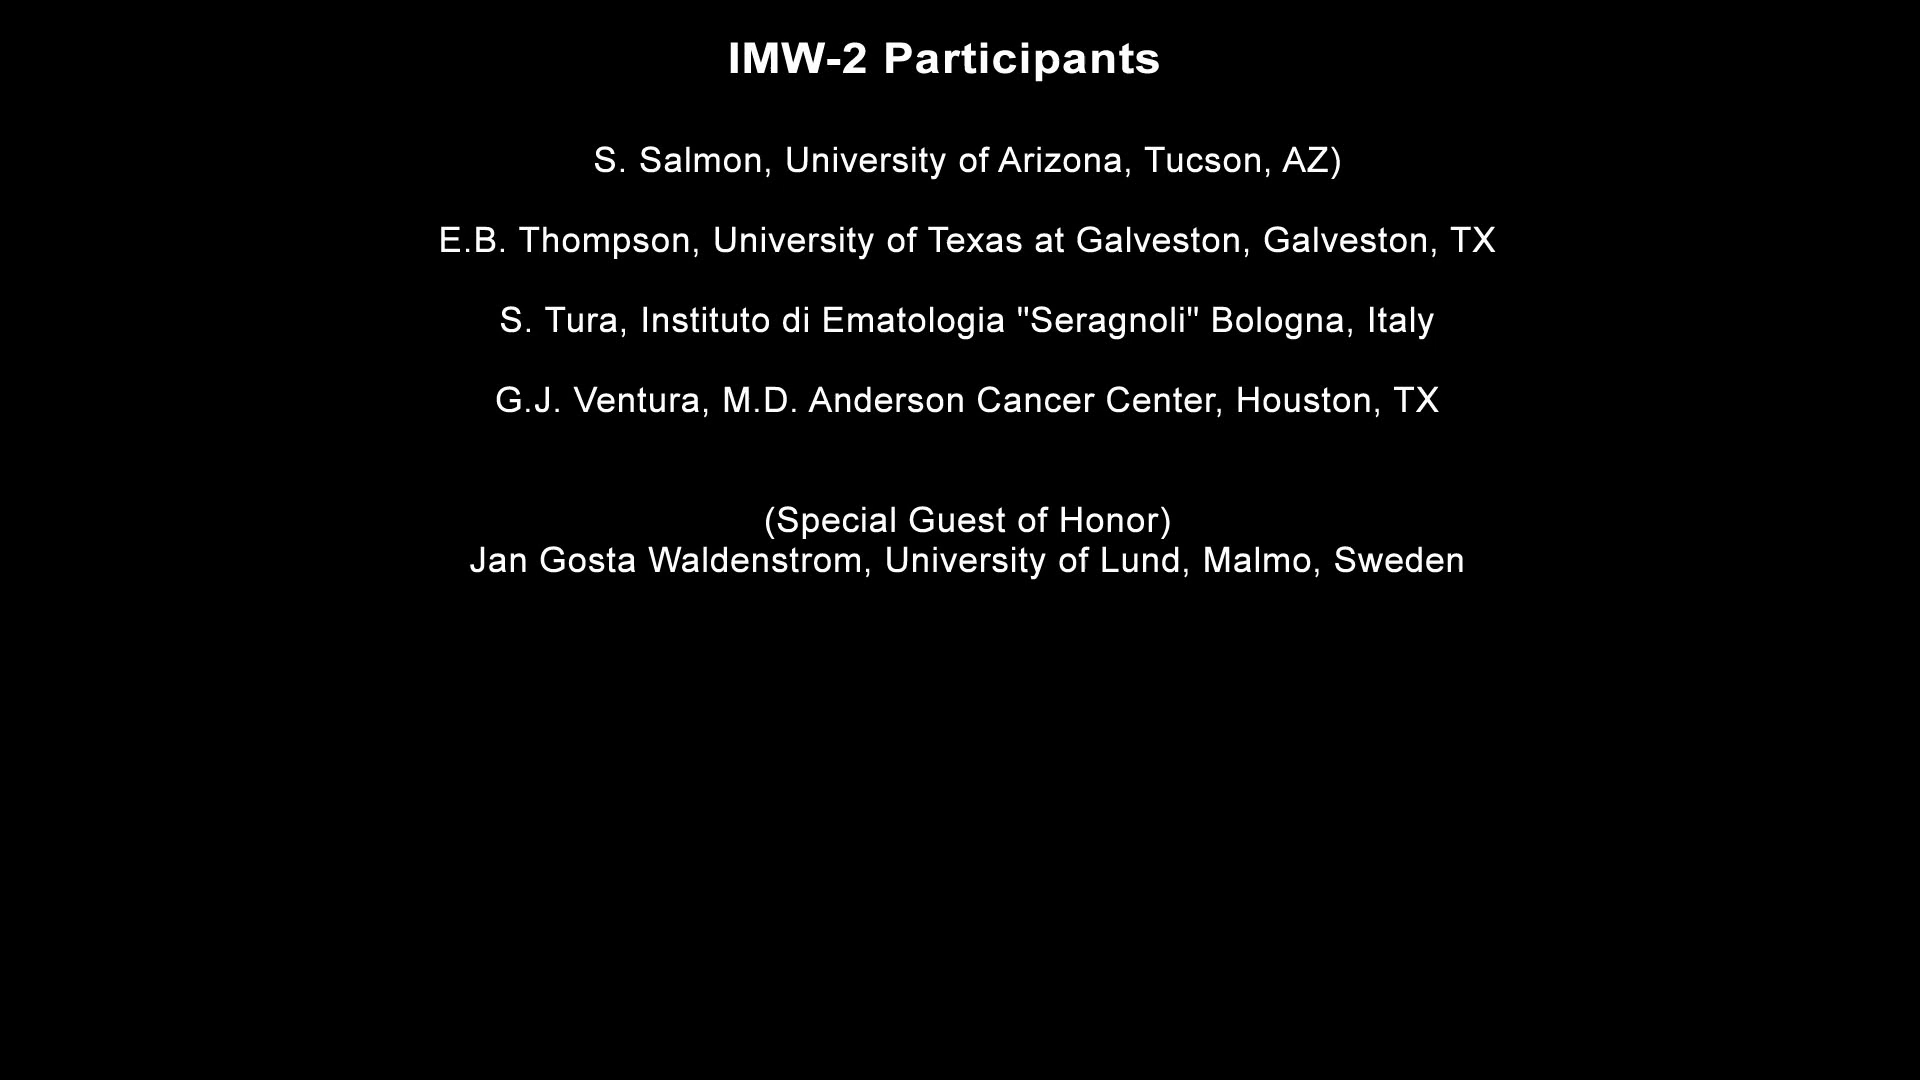 IMW-2 Participants
S. Salmon, University of Arizona, Tucson, AZ)
E.B. Thompson, University of Texas at Galveston, Galveston, TX
S. Tura, Instituto di Ematologia "Seragnoli" Bologna, Italy
G.J. Ventura, M.D. Anderson Cancer Center, Houston, TX
(Special Guest of Honor)
Jan Gosta Waldenstrom, University of Lund, Malmo, Sweden